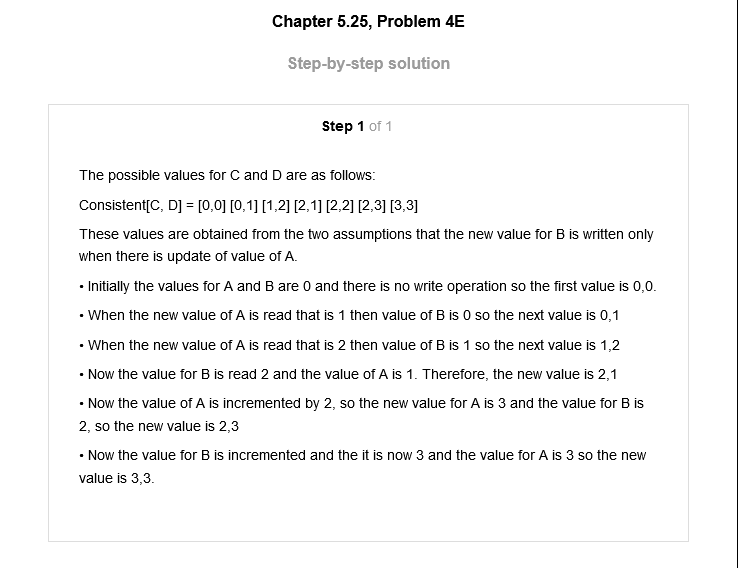 Chapter 5.25, Problem 4E
Step-by-step solution
Step 1 of 1
The possible values for C and D are as follows:
Consistent[C, D] = [0,0] [0,1] [1,2] [2,1] [2,2] [2,3] [3,3]
These values are obtained from the two assumptions that the new value for B is written only
when there is update of value of A.
• Initially the values for A and B are 0 and there is no write operation so the first value is 0,0.
• When the new value of A is read that is 1 then value of B is 0 so the next value is 0,1
• When the new value of A is read that is 2 then value of B is 1 so the next value is 1,2
• Now the value for B is read 2 and the value of A is 1. Therefore, the new value is 2,1
• Now the value of A is incremented by 2, so the new value for A is 3 and the value for B is
2, so the new value is 2,3
• Now the value for B is incremented and the it is now 3 and the value for A is 3 so the new
value is 3,3.